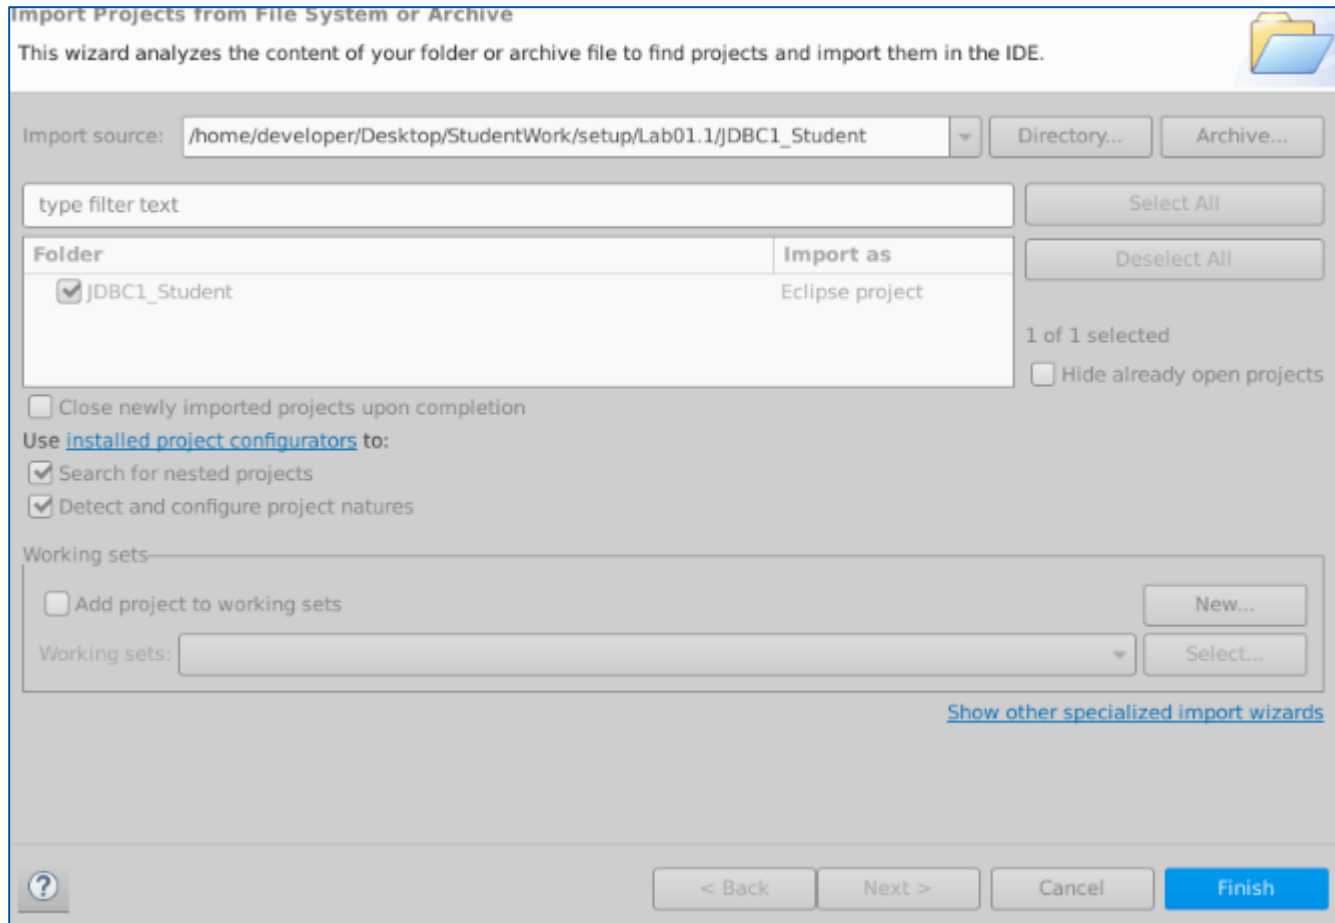 Import Projects from File System or Archive
This wizard analyzes the content of your folder or archive file to find projects and import them in the IDE.
Import source: /home/developer/Desktop/StudentWork/setup/Lab01.1/JDBC1_Student Directory... Archive...
type filter text Select All
Folder Import as Deselect All
JDBC1_Student Eclipse project
1 of 1 selected
Hide already open projects
Close newly imported projects upon completion
Use installed project configurators to:
Search for nested projects
Detect and configure project natures
Working sets
Add project to working sets New...
Working sets: Select...
Show other specialized import wizards
? < Back Next > Cancel Finish